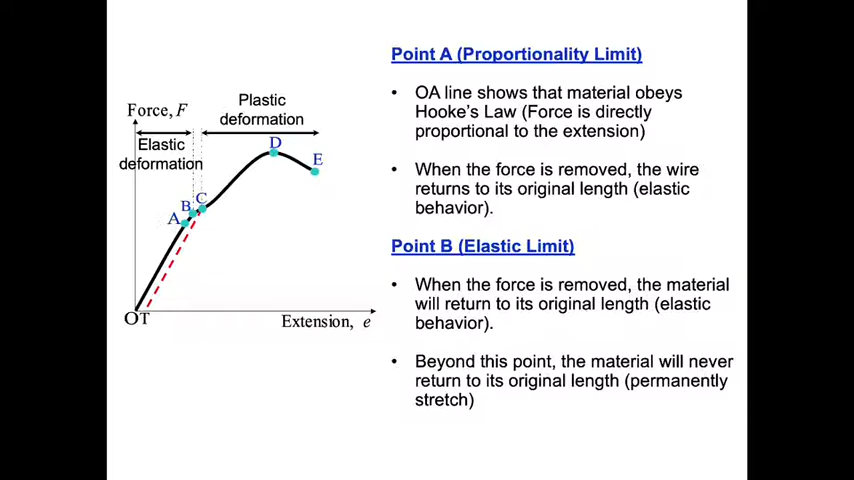 Force, F
Elastic
deformation
Plastic
deformation
A
B
C
D
E
OT
Extension, e
Point A (Proportionality Limit)
• OA line shows that material obeys
Hooke's Law (Force is directly
proportional to the extension)
• When the force is removed, the wire
returns to its original length (elastic
behavior).
Point B (Elastic Limit)
• When the force is removed, the material
will return to its original length (elastic
behavior).
• Beyond this point, the material will never
return to its original length (permanently
stretch)